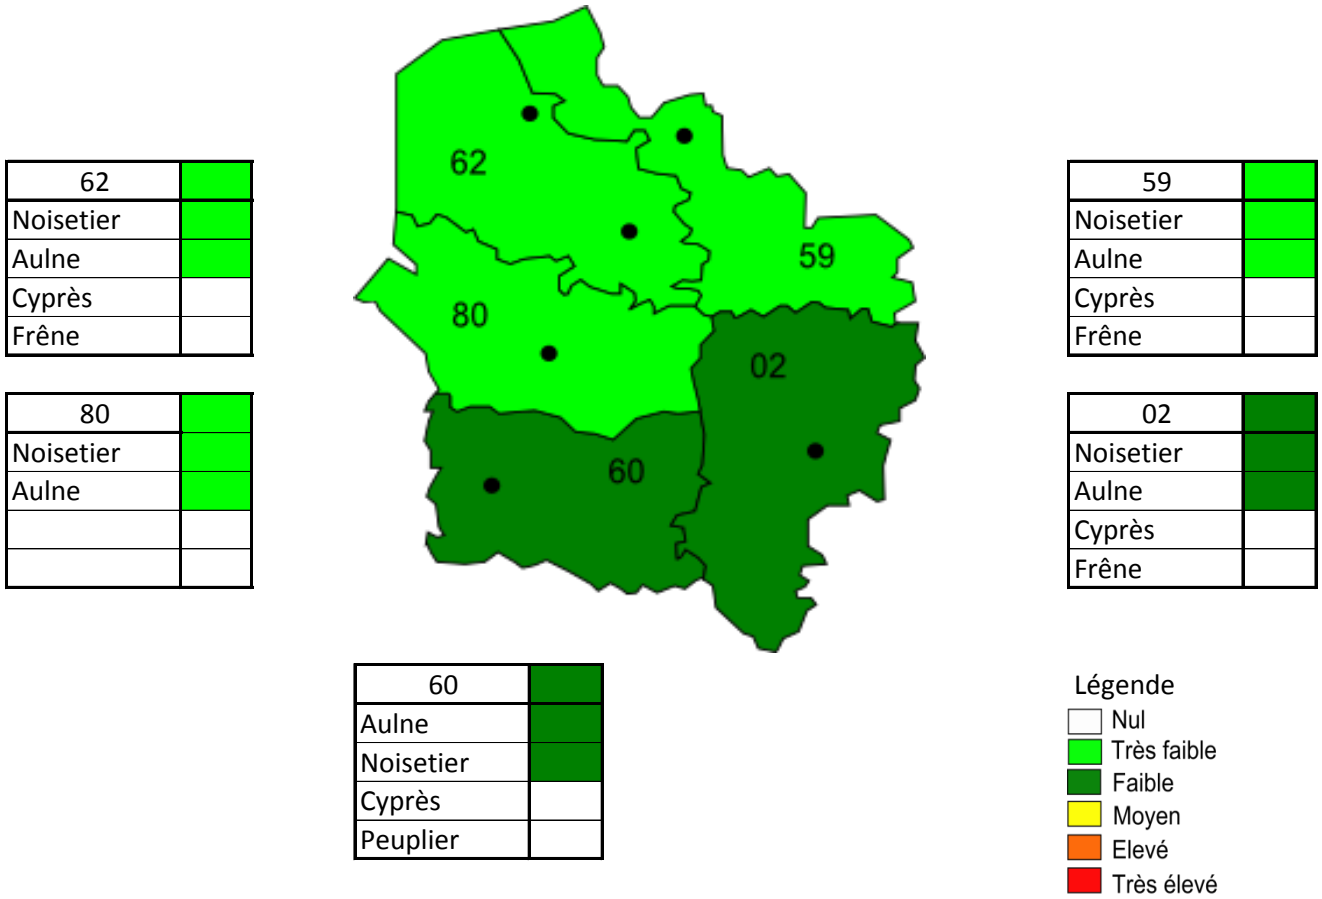 62
59
80
02
60
62
Noisetier
Aulne
Cyprès
Frêne
59
Noisetier
Aulne
Cyprès
Frêne
80
Noisetier
Aulne
02
Noisetier
Aulne
Cyprès
Frêne
60
Aulne
Noisetier
Cyprès
Peuplier
Légende
Nul
Très faible
Faible
Moyen
Elevé
Très élevé